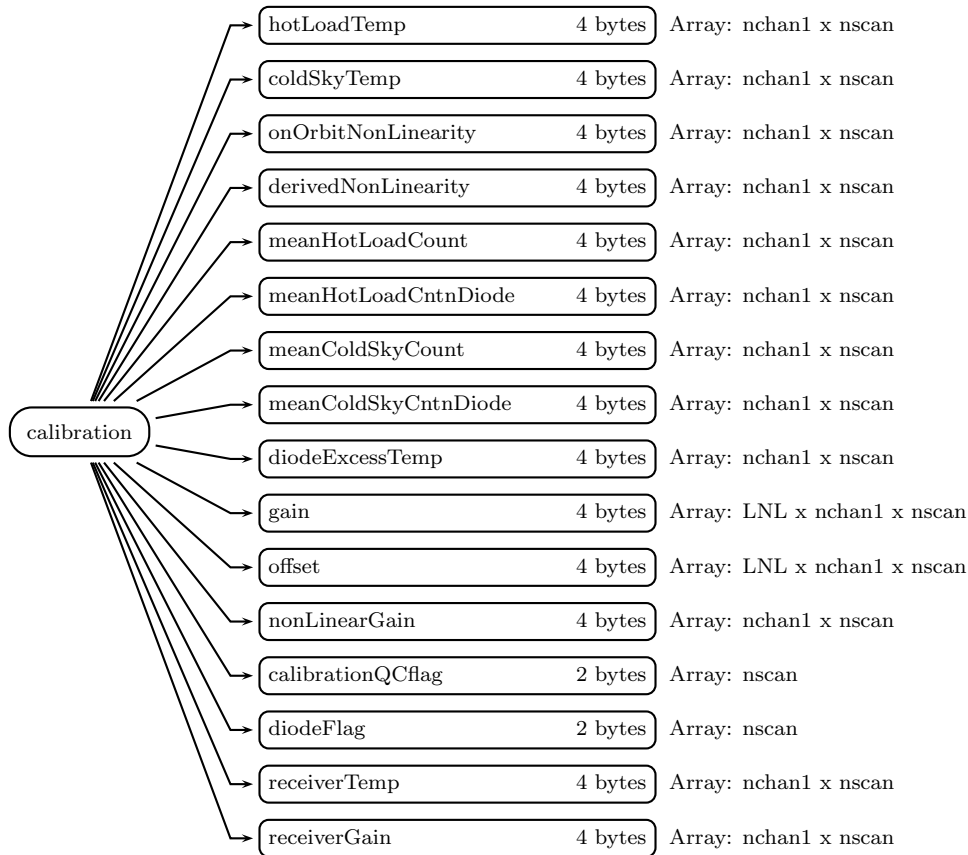 hotLoadTemp 4 bytes Array: nchan1 x nscan
coldSkyTemp 4 bytes Array: nchan1 x nscan
onOrbitNonLinearity 4 bytes Array: nchan1 x nscan
derivedNonLinearity 4 bytes Array: nchan1 x nscan
meanHotLoadCount 4 bytes Array: nchan1 x nscan
meanHotLoadCntnDiode 4 bytes Array: nchan1 x nscan
meanColdSkyCount 4 bytes Array: nchan1 x nscan
meanColdSkyCntnDiode 4 bytes Array: nchan1 x nscan
calibration
diodeExcessTemp 4 bytes Array: nchan1 x nscan
gain 4 bytes Array: LNL x nchan1 x nscan
offset 4 bytes Array: LNL x nchan1 x nscan
nonLinearGain 4 bytes Array: nchan1 x nscan
calibrationQCflag 2 bytes Array: nscan
diodeFlag 2 bytes Array: nscan
receiverTemp 4 bytes Array: nchan1 x nscan
receiverGain 4 bytes Array: nchan1 x nscan